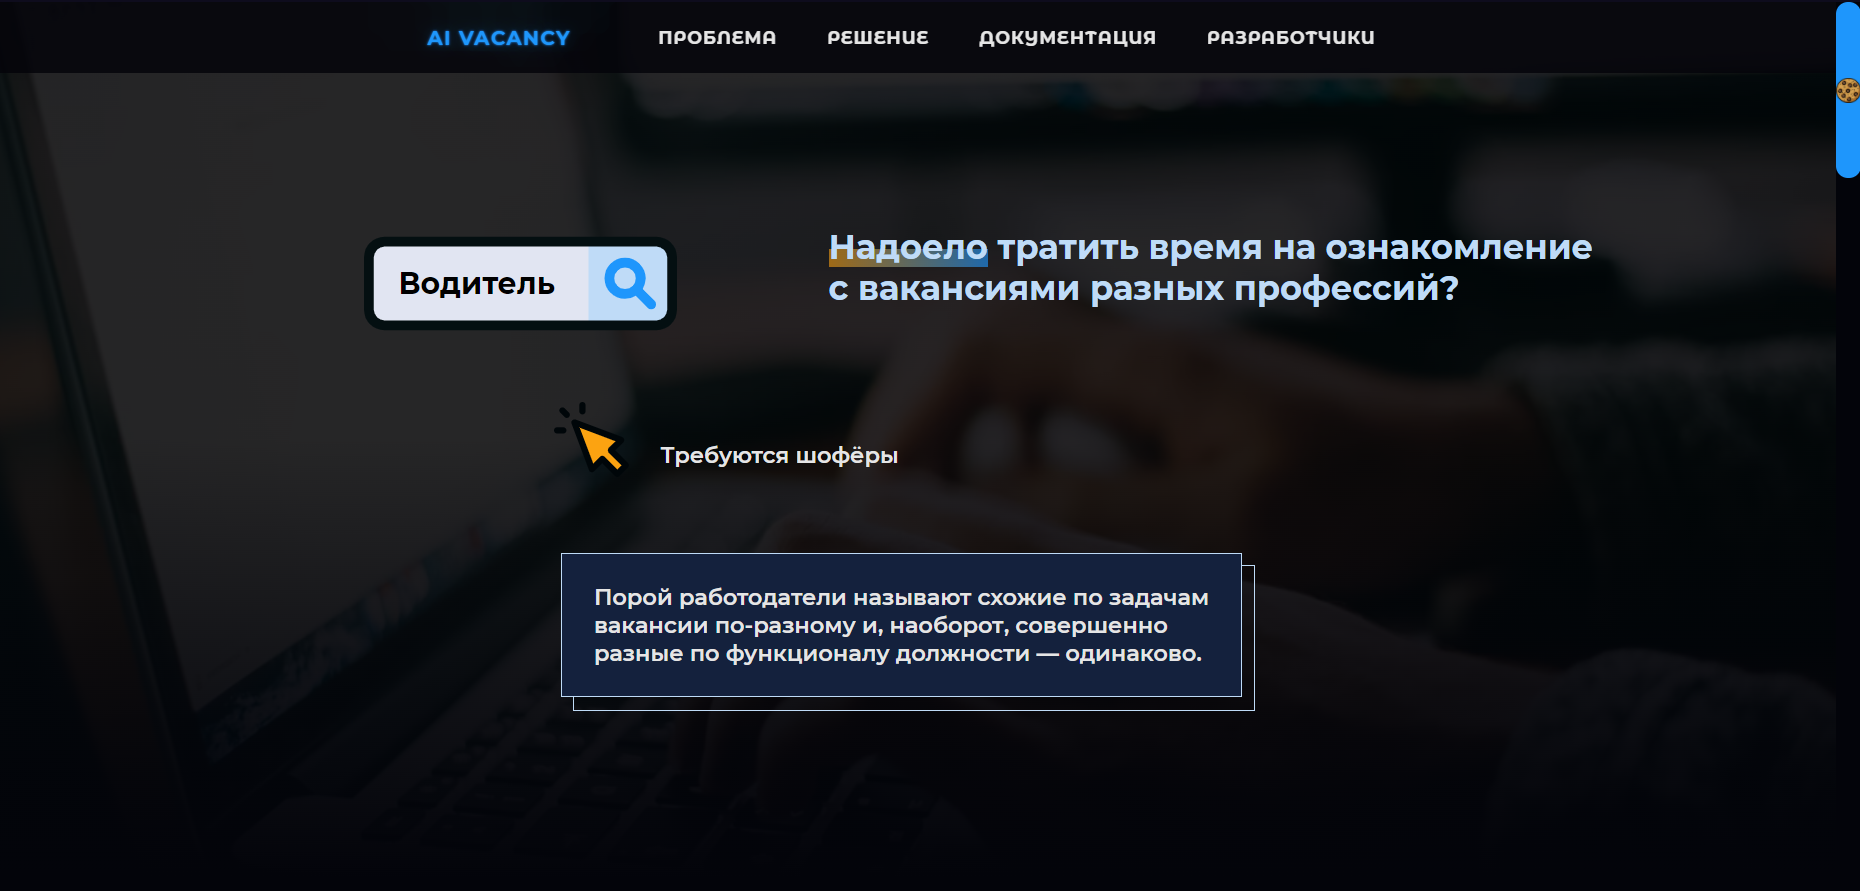 AI VACANCY ПРОБЛЕМА РЕШЕНИЕ ДОКУМЕНТАЦИЯ РАЗРАБОТЧИКИ
Водитель
Надоело тратить время на ознакомление
с вакансиями разных профессий?
Требуются шофёры
Порой работодатели называют схожие по задачам
вакансии по-разному и, наоборот, совершенно
разные по функционалу должности — одинаково.